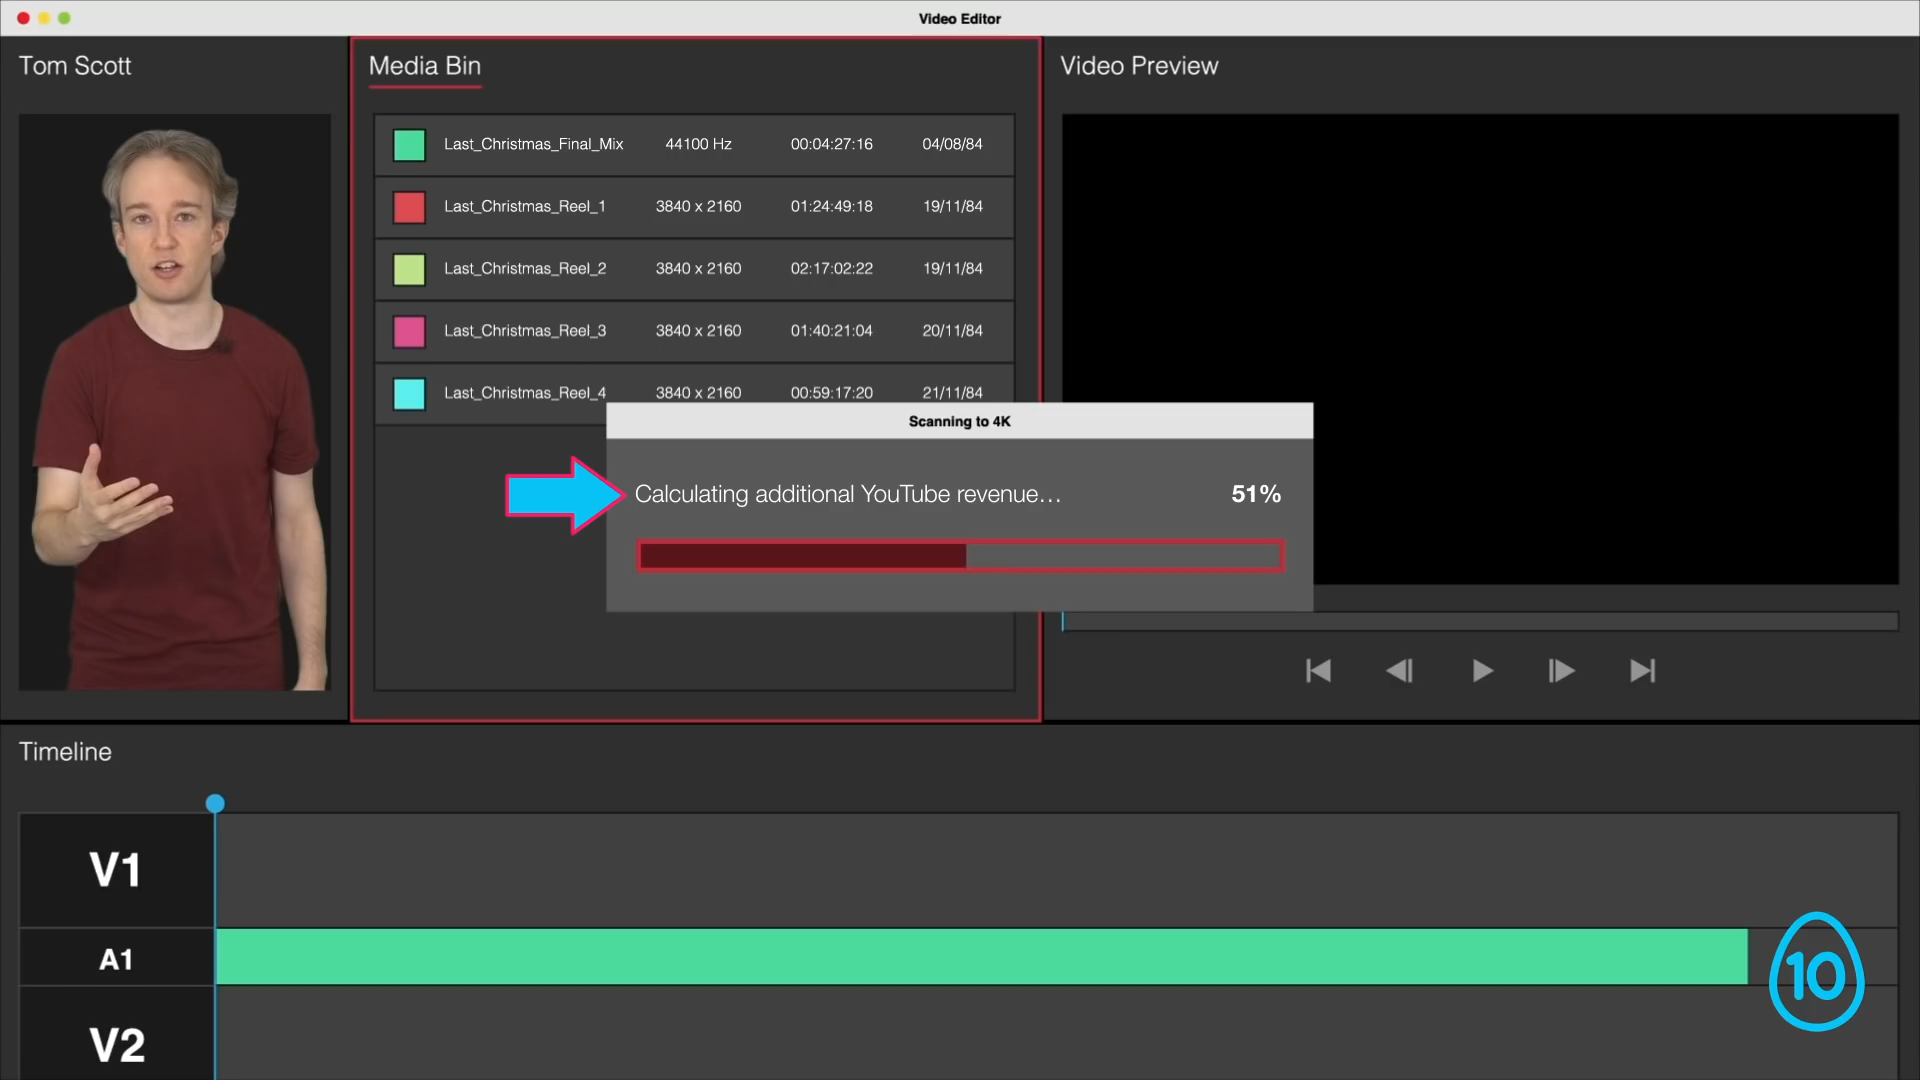 Video Editor
Tom Scott
Media Bin
Video Preview
Last_Christmas_Final_Mix 44100 Hz 00:04:27:16 04/08/84
Last_Christmas_Reel_1 3840 x 2160 01:24:49:18 19/11/84
Last_Christmas_Reel_2 3840 x 2160 02:17:02:22 19/11/84
Last_Christmas_Reel_3 3840 x 2160 01:40:21:04 20/11/84
Last_Christmas_Reel_4 3840 x 2160 00:59:17:20 21/11/84
Scanning to 4K
Calculating additional YouTube revenue... 51%
Timeline
V1
A1
V2
10